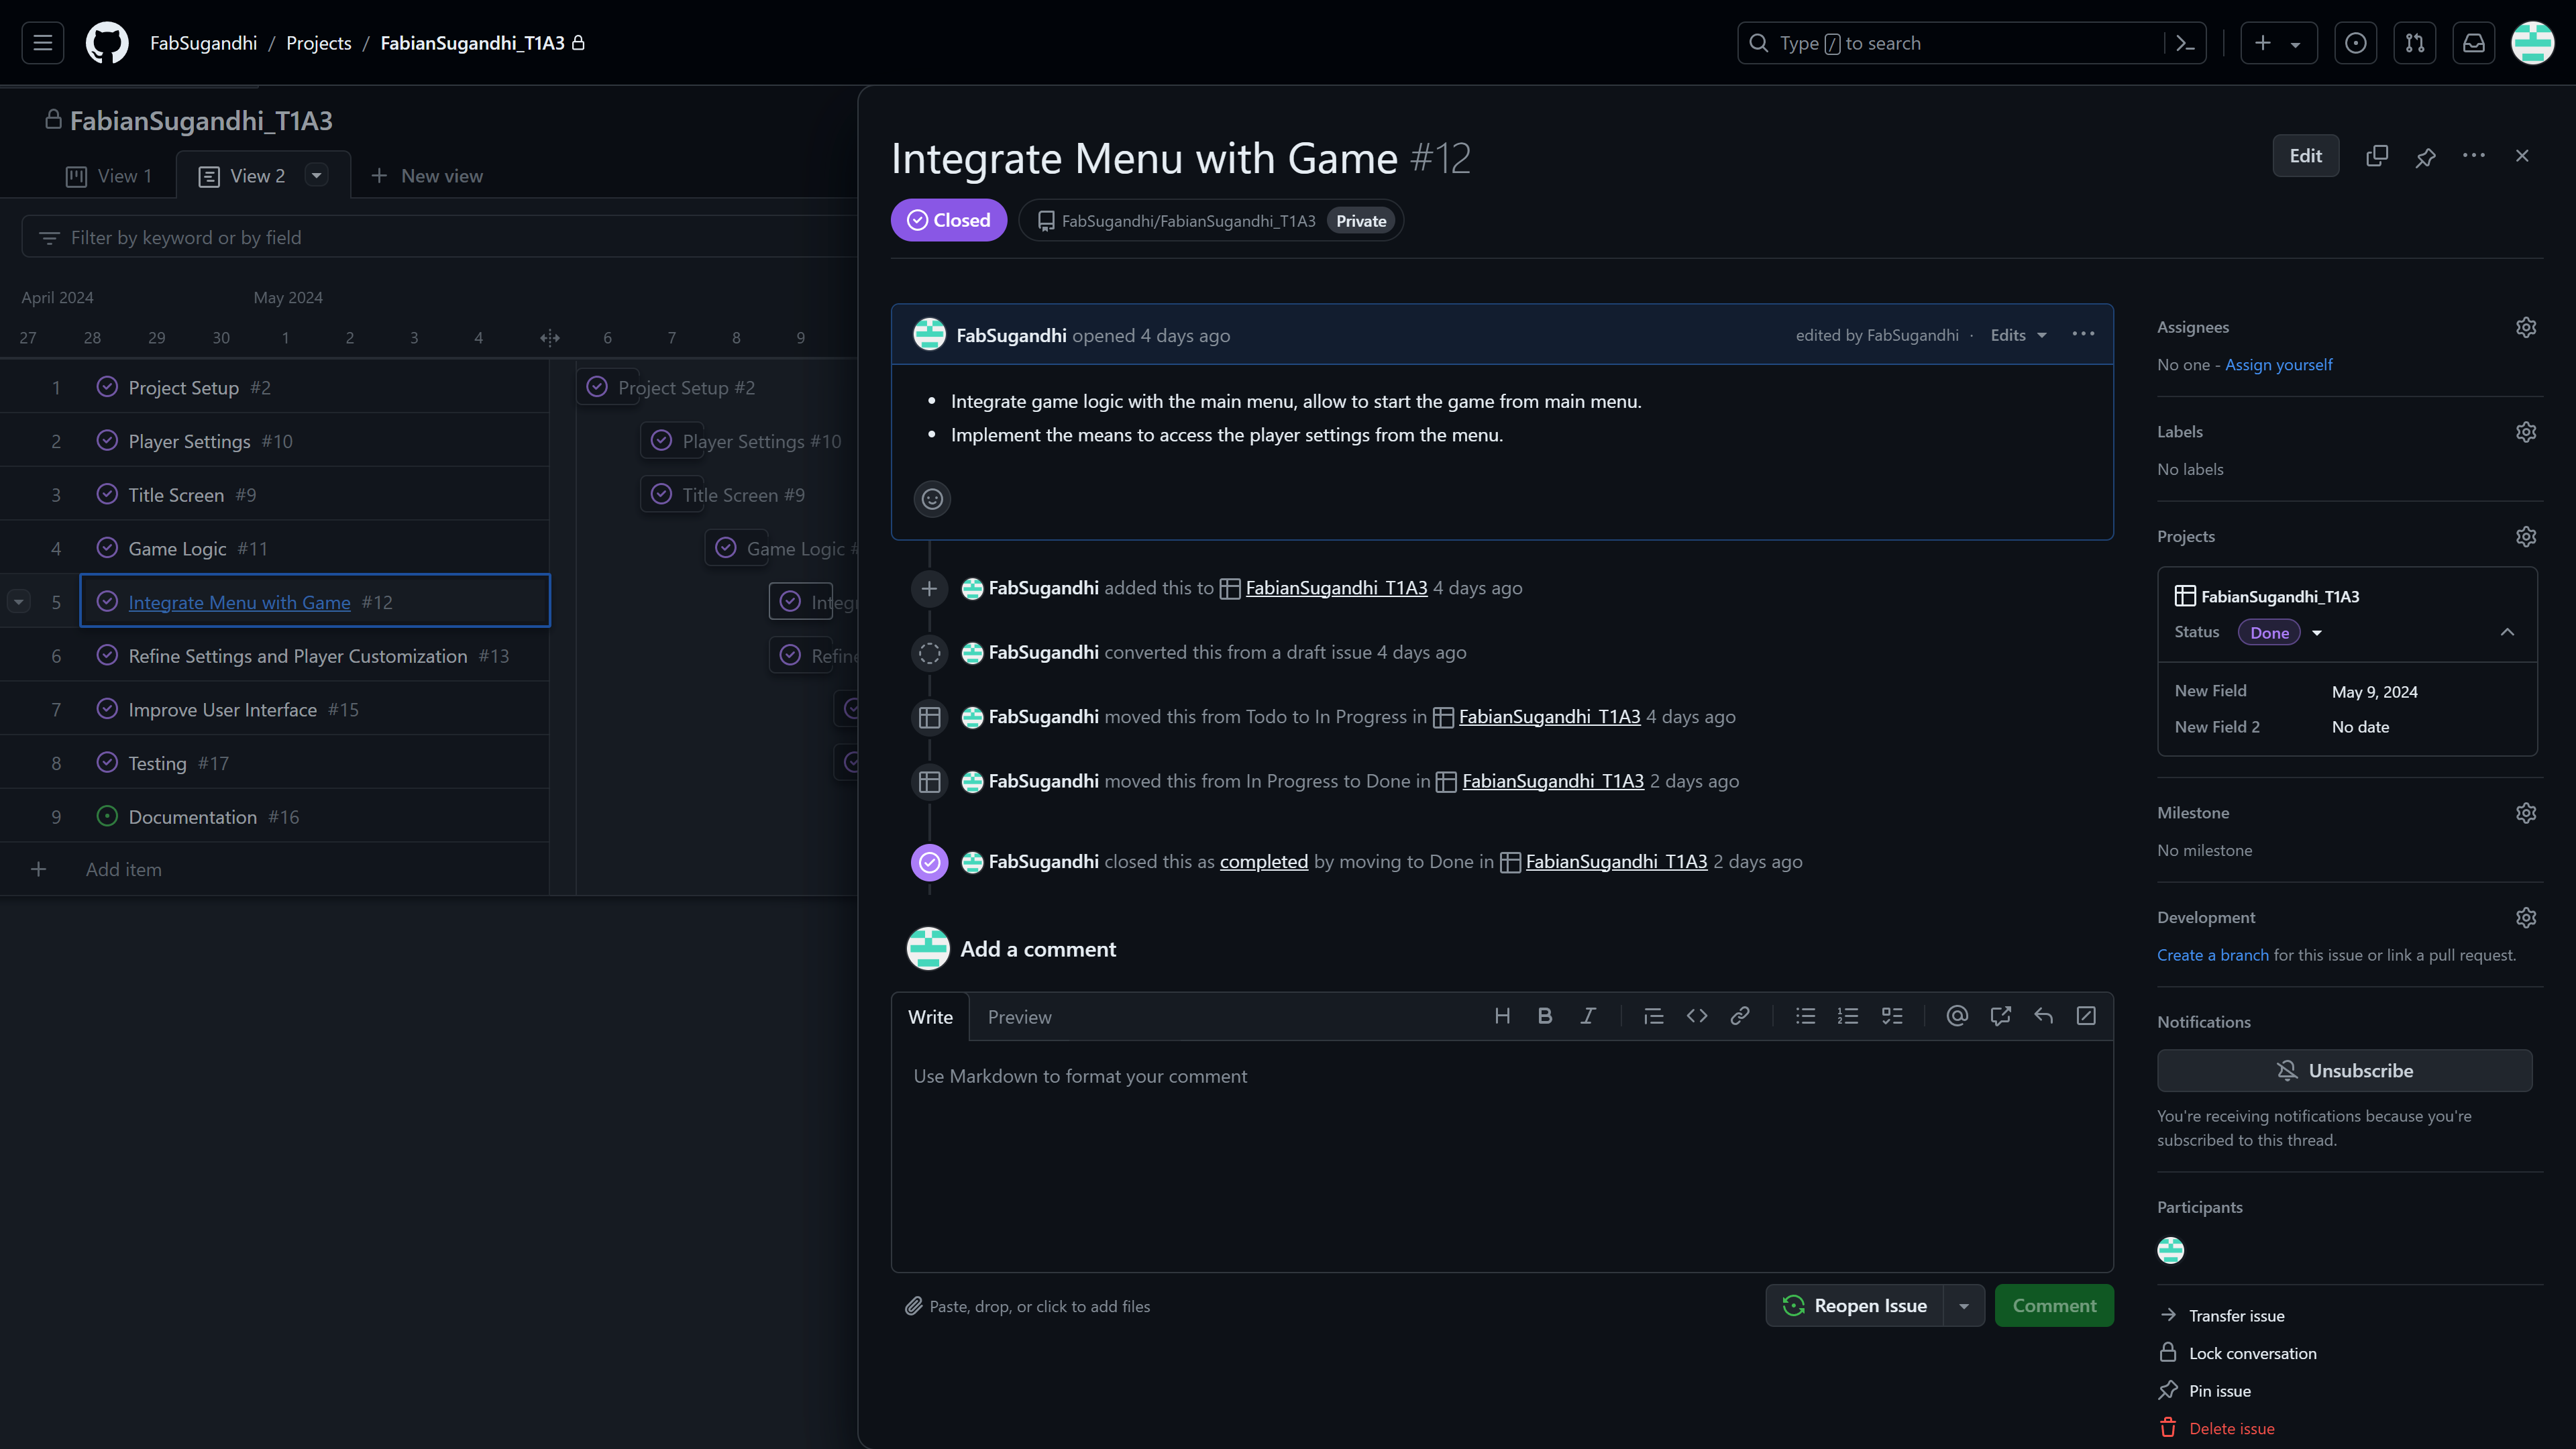 FabSugandhi / Projects / FabianSugandhi_T1A3
Type / to search
FabianSugandhi_T1A3
View 1
View 2
New view
Filter by keyword or by field
April 2024 May 2024
27 28 29 30 1 2 3 4 6 7 8 9
1 Project Setup #2 Project Setup #2
2 Player Settings #10 Player Settings #10
3 Title Screen #9 Title Screen #9
4 Game Logic #11 Game Logic #
5 Integrate Menu with Game #12 Integr
6 Refine Settings and Player Customization #13 Refine
7 Improve User Interface #15
8 Testing #17
9 Documentation #16
Add item
Integrate Menu with Game #12
Edit
Closed
FabSugandhi/FabianSugandhi_T1A3 Private
FabSugandhi opened 4 days ago
edited by FabSugandhi · Edits
Integrate game logic with the main menu, allow to start the game from main menu.
Implement the means to access the player settings from the menu.
FabSugandhi added this to FabianSugandhi_T1A3 4 days ago
FabSugandhi converted this from a draft issue 4 days ago
FabSugandhi moved this from Todo to In Progress in FabianSugandhi_T1A3 4 days ago
FabSugandhi moved this from In Progress to Done in FabianSugandhi_T1A3 2 days ago
FabSugandhi closed this as completed by moving to Done in FabianSugandhi_T1A3 2 days ago
Add a comment
Write
Preview
Use Markdown to format your comment
Paste, drop, or click to add files
Reopen Issue
Comment
Assignees
No one - Assign yourself
Labels
No labels
Projects
FabianSugandhi_T1A3
Status Done
New Field May 9, 2024
New Field 2 No date
Milestone
No milestone
Development
Create a branch for this issue or link a pull request.
Notifications
Unsubscribe
You're receiving notifications because you're
subscribed to this thread.
Participants
Transfer issue
Lock conversation
Pin issue
Delete issue